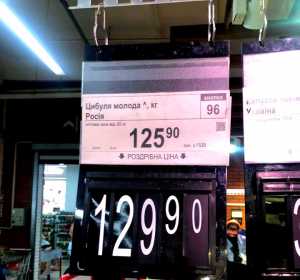 Цибуля молода ^, кг
Росія
96
125 90
РОЗДРІБНА ЦІНА
129 90
Україна